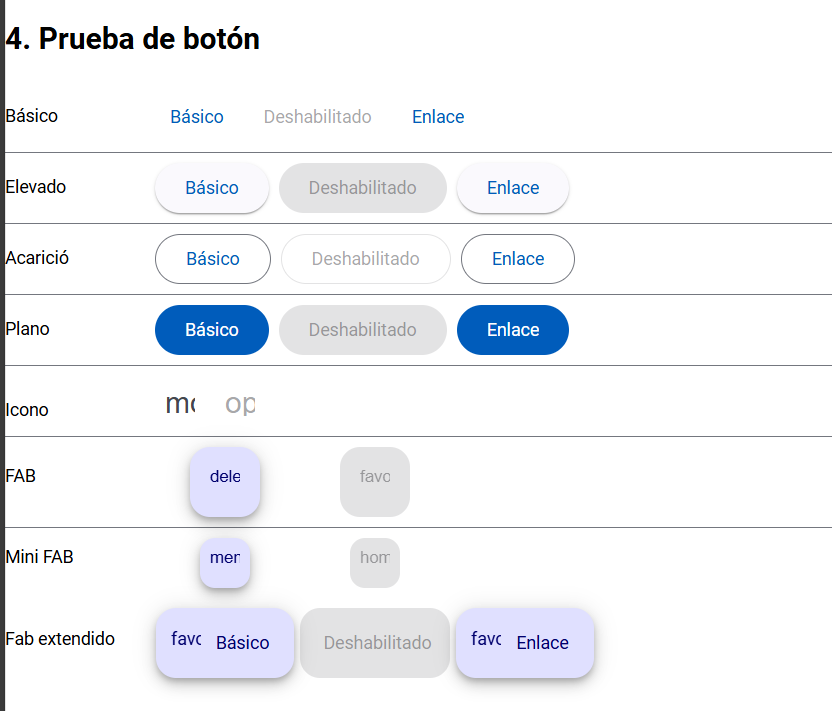 4. Prueba de botón
Básico Básico Deshabilitado Enlace
Elevado Básico Deshabilitado Enlace
Acarició Básico Deshabilitado Enlace
Plano Básico Deshabilitado Enlace
Icono mo op
FAB dele favo
Mini FAB men hom
Fab extendido favo Básico Deshabilitado favo Enlace